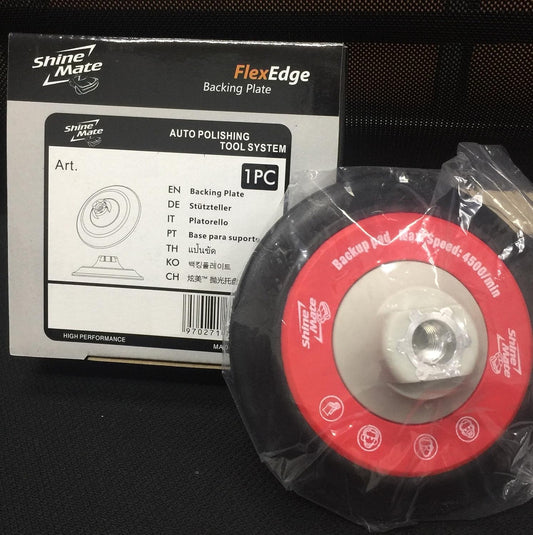 Shine Mate
FlexEdge
Backing Plate
Shine Mate
AUTO POLISHING
TOOL SYSTEM
Art.
1PC
EN Backing Plate
DE Stützteller
IT Platorello
PT Base para suporte
TH แป้นขัด
KO 백킹플레이트
CH 炫美™ 抛光托盘
HIGH PERFORMANCE
Backup pad Max. Speed: 4500/min
Shine Mate
Shine Mate